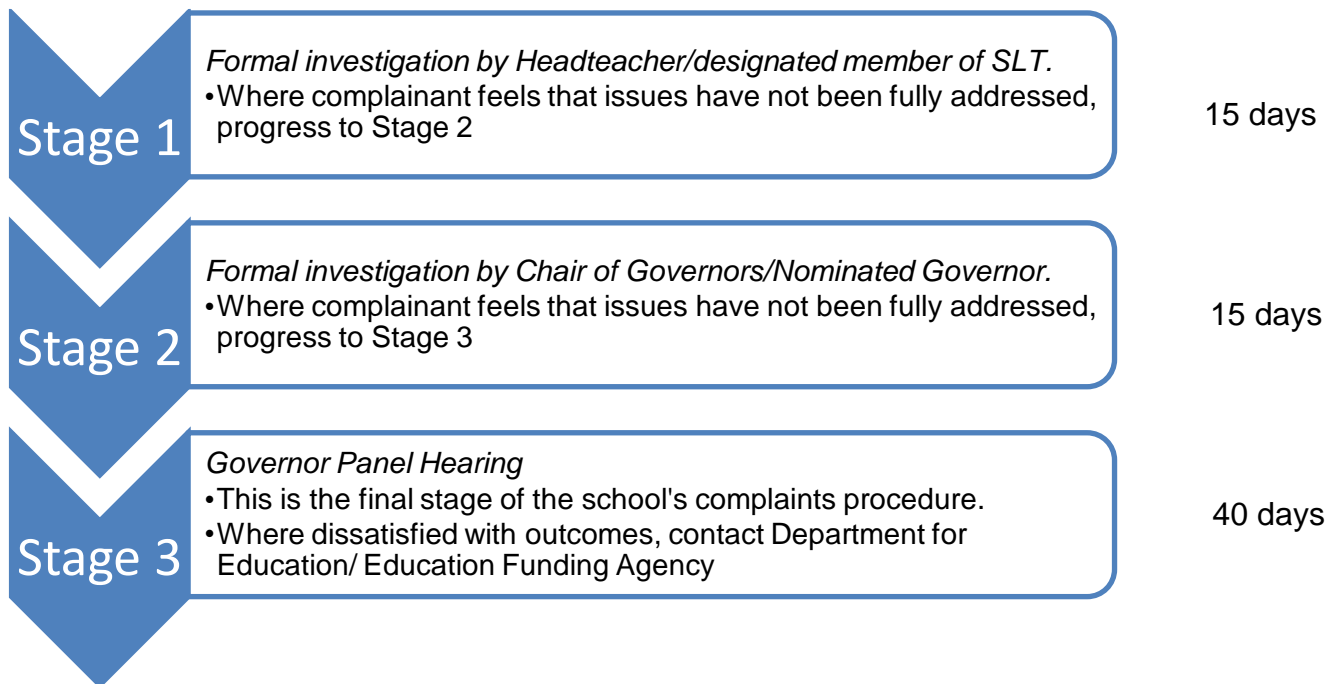 Stage 1
Formal investigation by Headteacher/designated member of SLT.
•Where complainant feels that issues have not been fully addressed,
progress to Stage 2
15 days
Stage 2
Formal investigation by Chair of Governors/Nominated Governor.
•Where complainant feels that issues have not been fully addressed,
progress to Stage 3
15 days
Stage 3
Governor Panel Hearing
•This is the final stage of the school's complaints procedure.
•Where dissatisfied with outcomes, contact Department for
Education/ Education Funding Agency
40 days